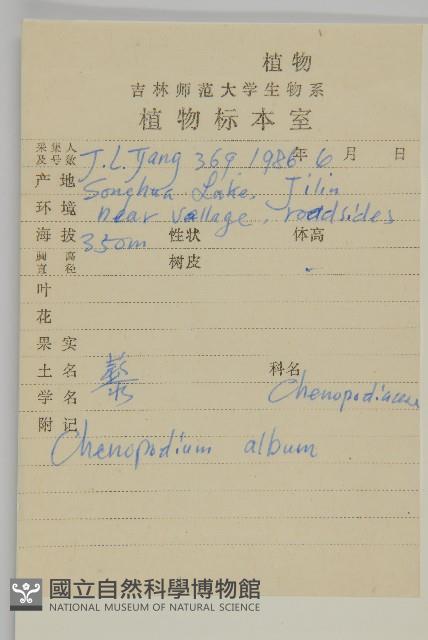 植物
吉林师范大学生物系
植物标本室
采集人及号数 J.L.Tjang 369 1986年6月 日
产地 Songhua Lake, Jilin
环境 near vallage, roadsides
海拔 350m 性状 体高
胸高直径 树皮
叶
花
果实
土名 藜 科名
学名 Chenopodiaceae
附记
Chenopodium album
國立自然科學博物館
NATIONAL MUSEUM OF NATURAL SCIENCE